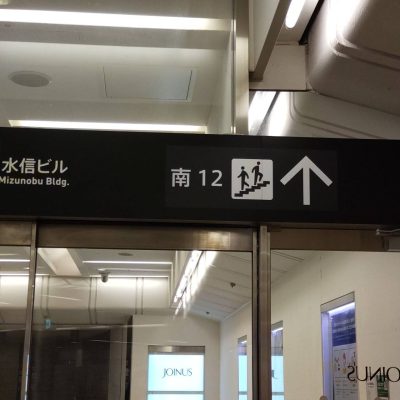 水信ビル
Mizunobu Bldg.
南 12
JOINUS
JOINUS